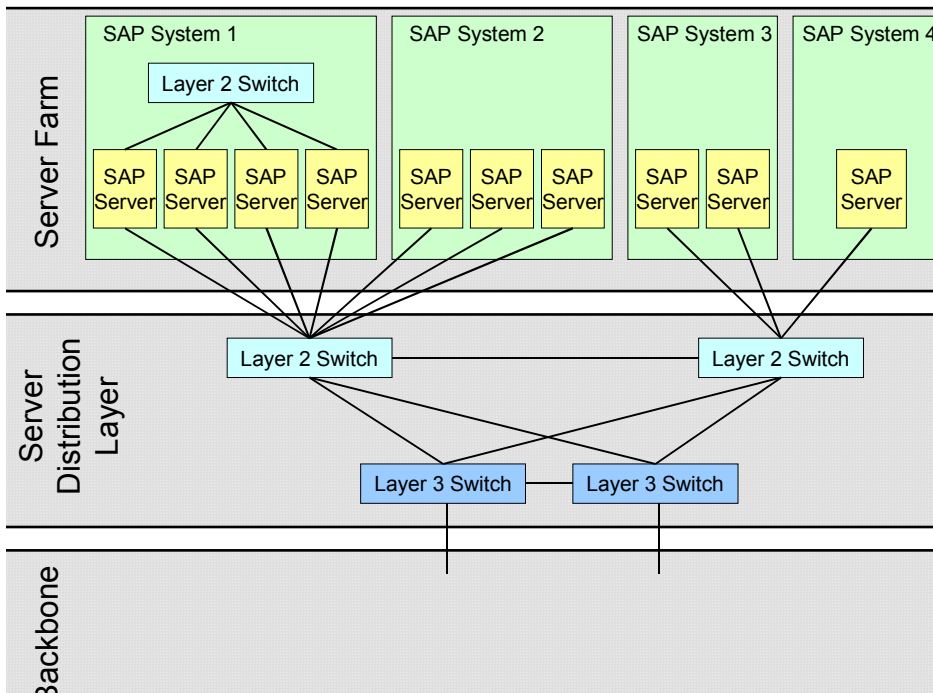 Server Farm
SAP System 1
SAP System 2
SAP System 3
SAP System 4
Layer 2 Switch
SAP
Server
SAP
Server
SAP
Server
SAP
Server
SAP
Server
SAP
Server
SAP
Server
SAP
Server
SAP
Server
SAP
Server
Server
Distribution
Layer
Layer 2 Switch
Layer 2 Switch
Layer 3 Switch
Layer 3 Switch
Backbone